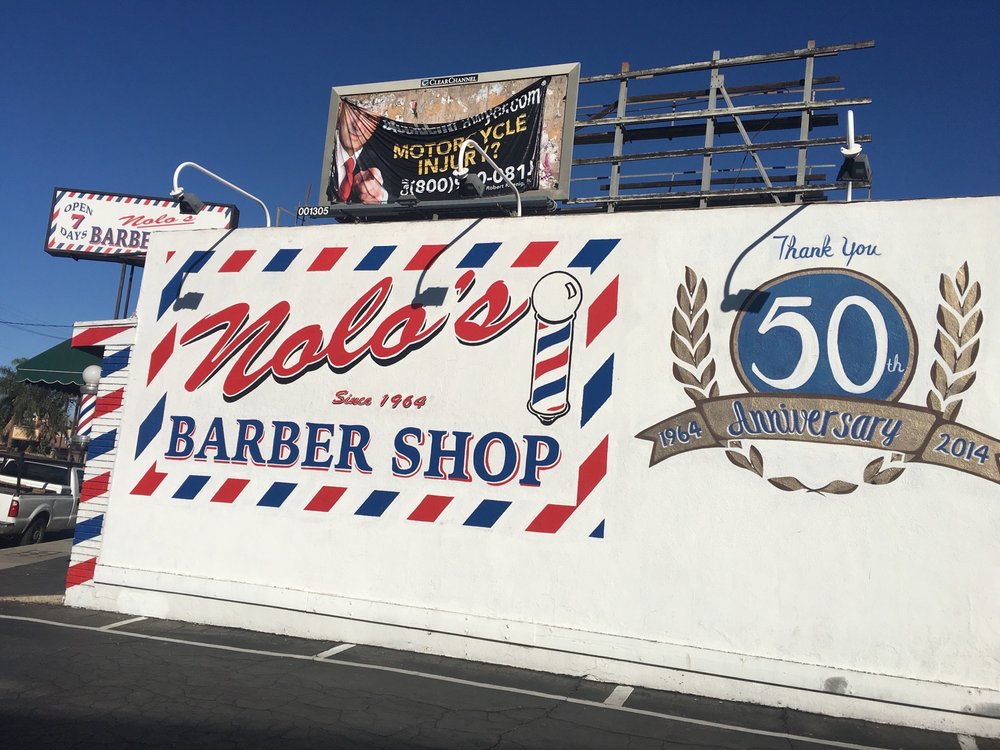 CLEARCHANNEL
MOTORCYCLE
INJURY?
001305
OPEN
7
DAYS
Nolo's
BARBE
Nolo's
Since 1964
BARBER SHOP
Thank You
50th
1964 Anniversary 2014